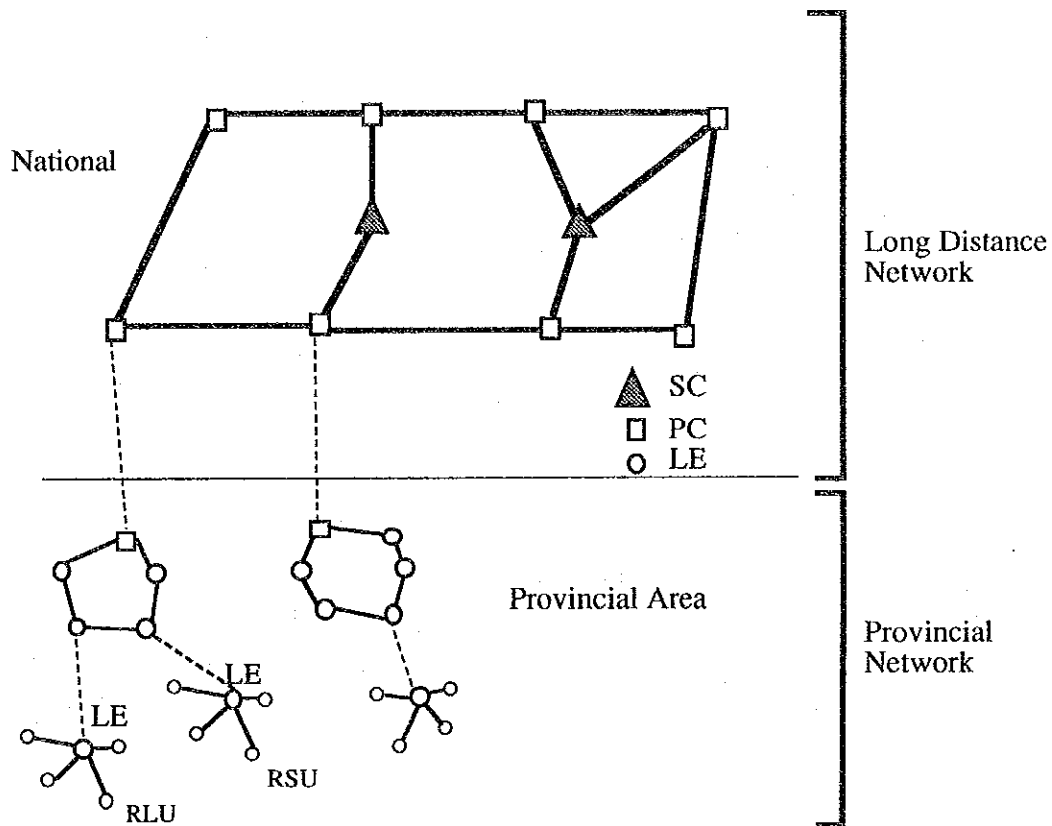 National
Long Distance
Network
SC
PC
LE
Provincial Area
Provincial
Network
LE
LE
RSU
RLU